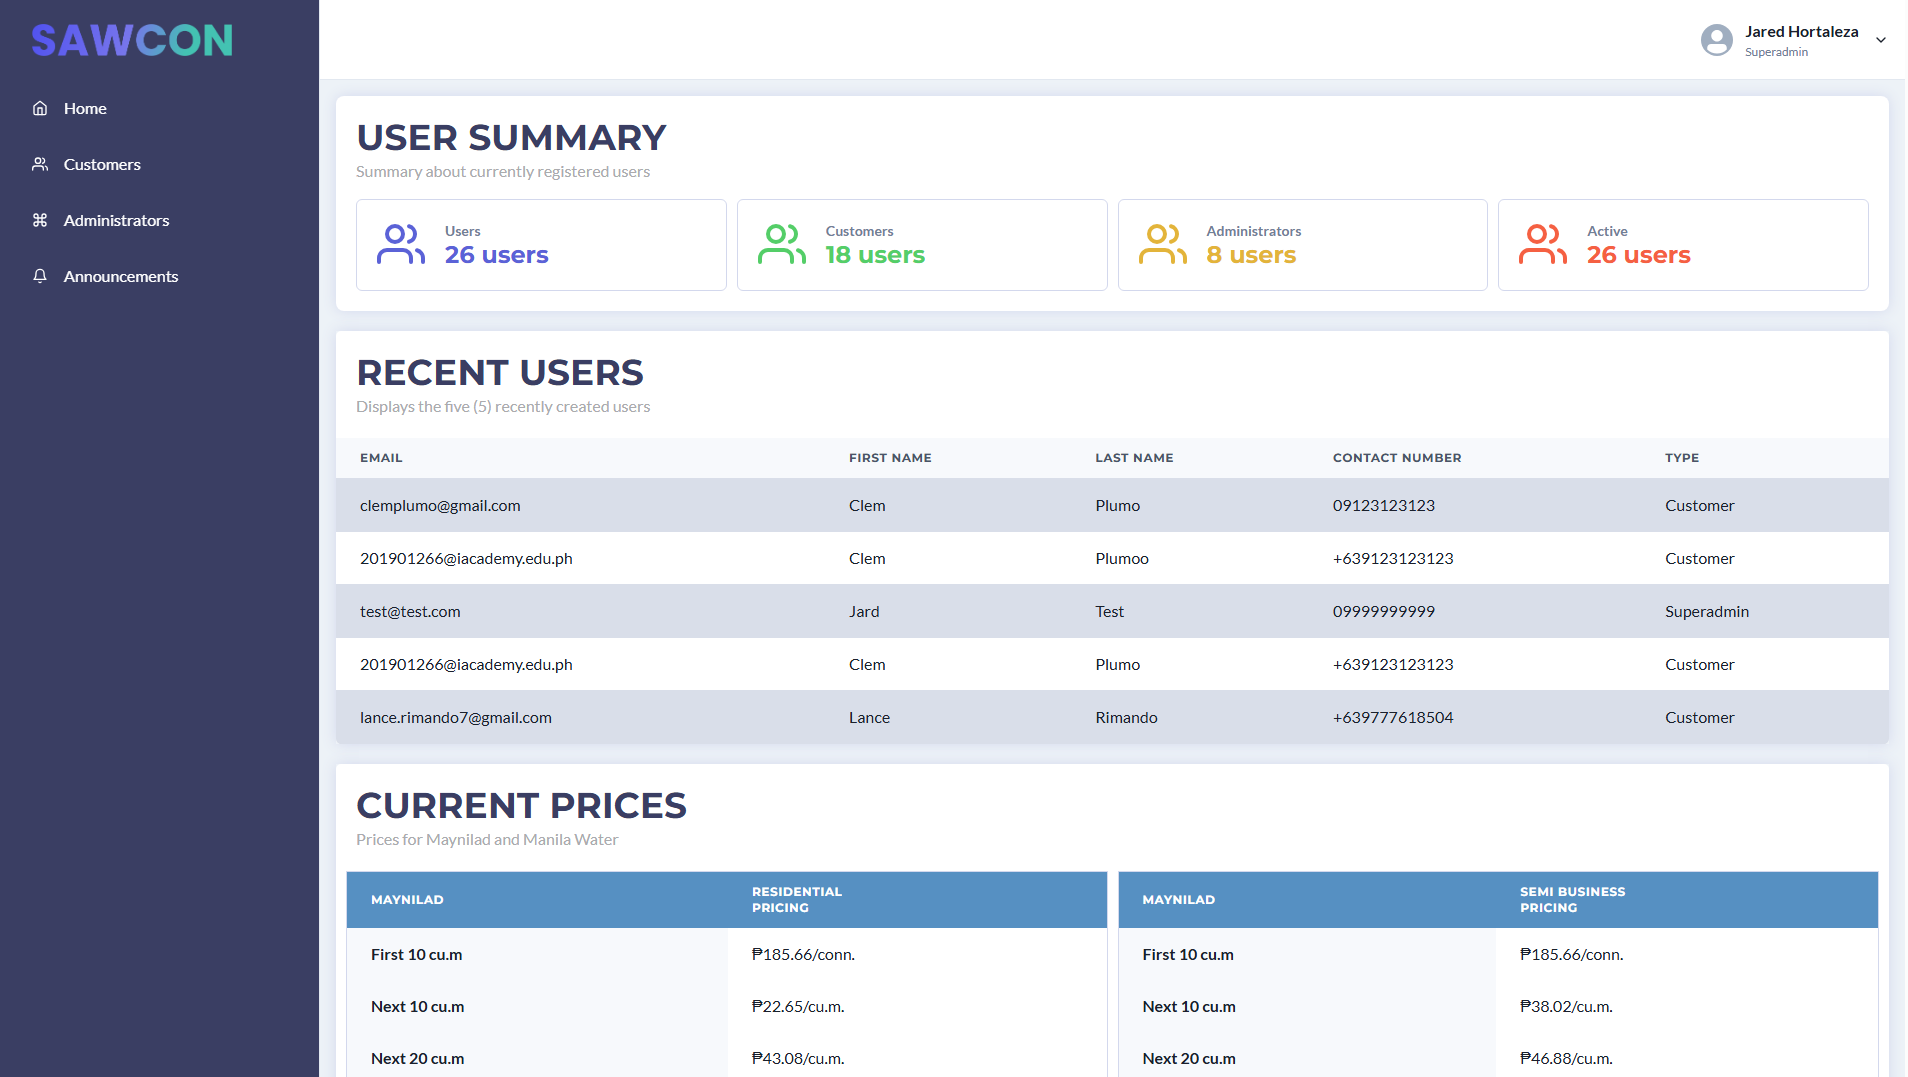 SAWCON
Jared Hortaleza
Superadmin
Home
Customers
Administrators
Announcements
USER SUMMARY
Summary about currently registered users
Users
26 users
Customers
18 users
Administrators
8 users
Active
26 users
RECENT USERS
Displays the five (5) recently created users
EMAIL FIRST NAME LAST NAME CONTACT NUMBER TYPE
clemplumo@gmail.com Clem Plumo 09123123123 Customer
201901266@iacademy.edu.ph Clem Plumoo +639123123123 Customer
test@test.com Jard Test 09999999999 Superadmin
201901266@iacademy.edu.ph Clem Plumo +639123123123 Customer
lance.rimando7@gmail.com Lance Rimando +639777618504 Customer
CURRENT PRICES
Prices for Maynilad and Manila Water
MAYNILAD
RESIDENTIAL
PRICING
First 10 cu.m ₱185.66/conn.
Next 10 cu.m ₱22.65/cu.m.
Next 20 cu.m ₱43.08/cu.m.
MAYNILAD
SEMI BUSINESS
PRICING
First 10 cu.m ₱185.66/conn.
Next 10 cu.m ₱38.02/cu.m.
Next 20 cu.m ₱46.88/cu.m.